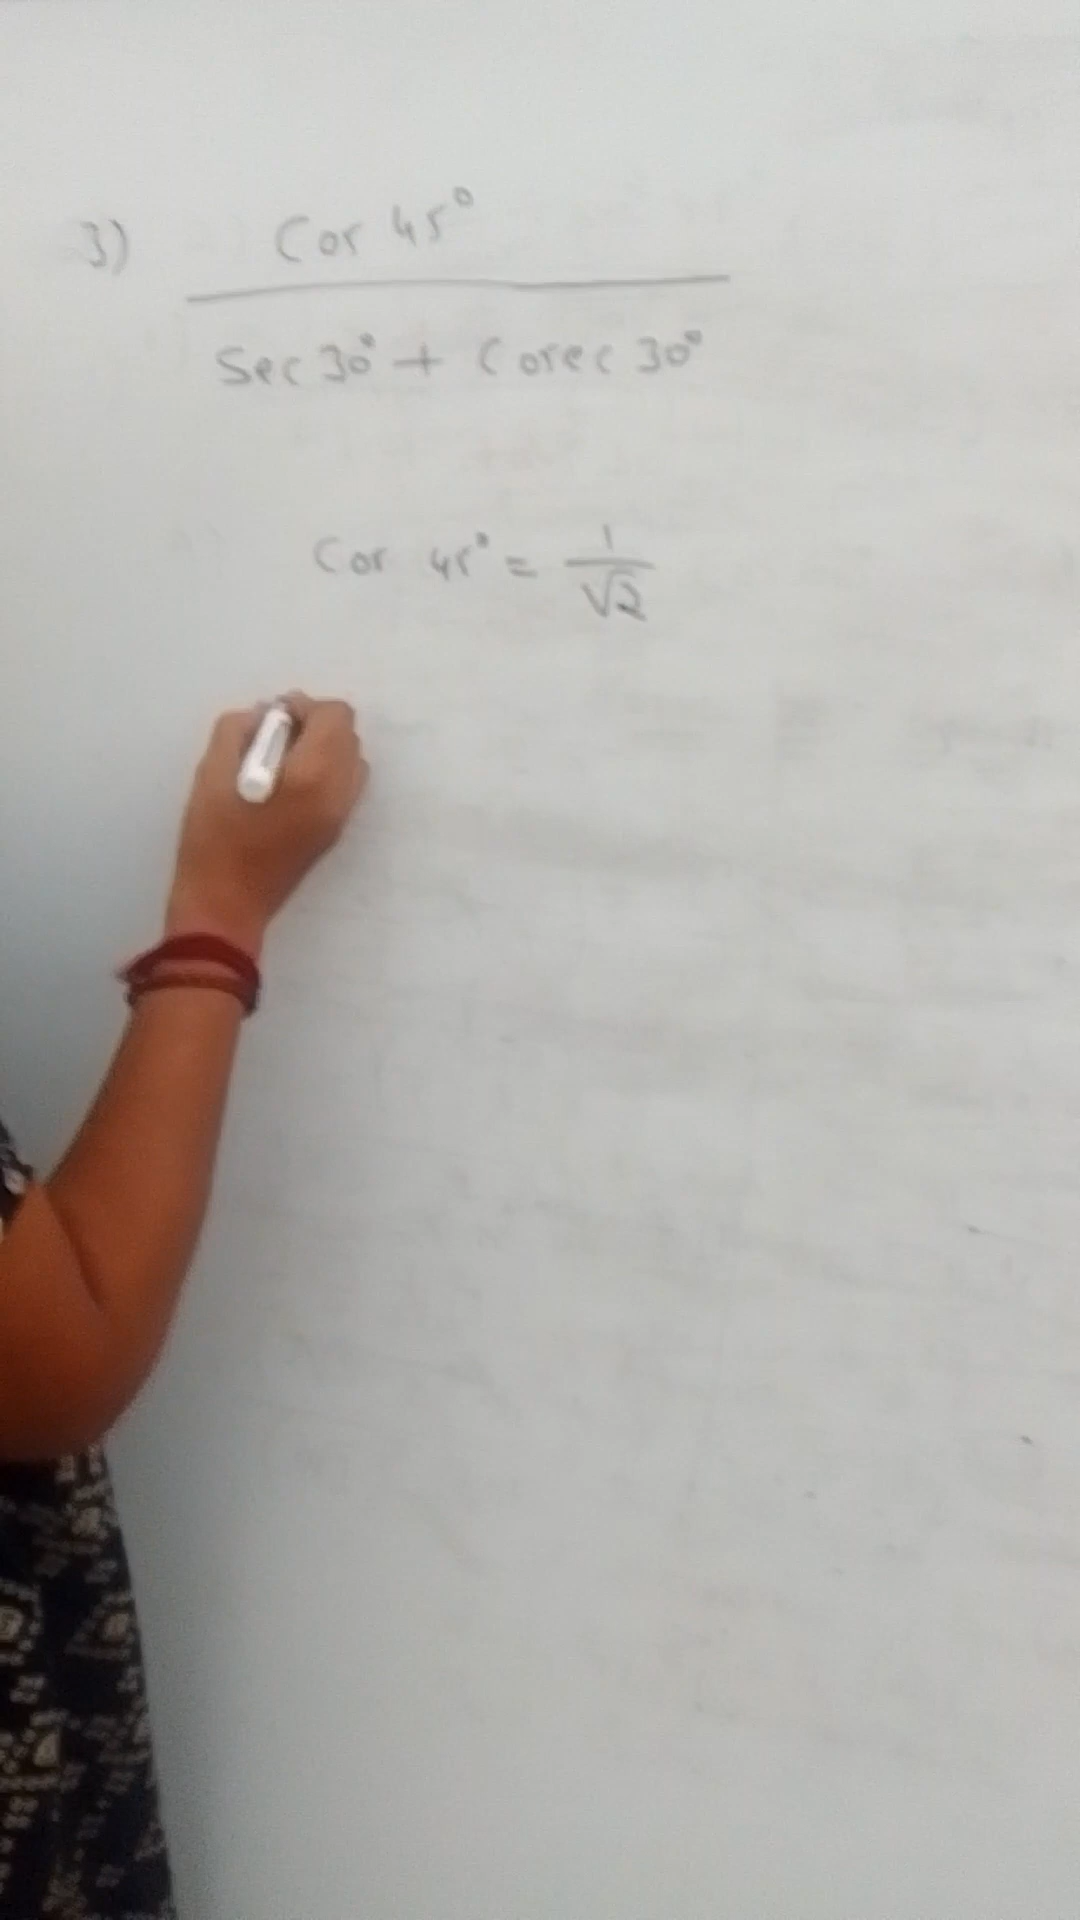 3) Cos 45°
Sec 30° + Cosec 30°
Cos 45° = 1/√2